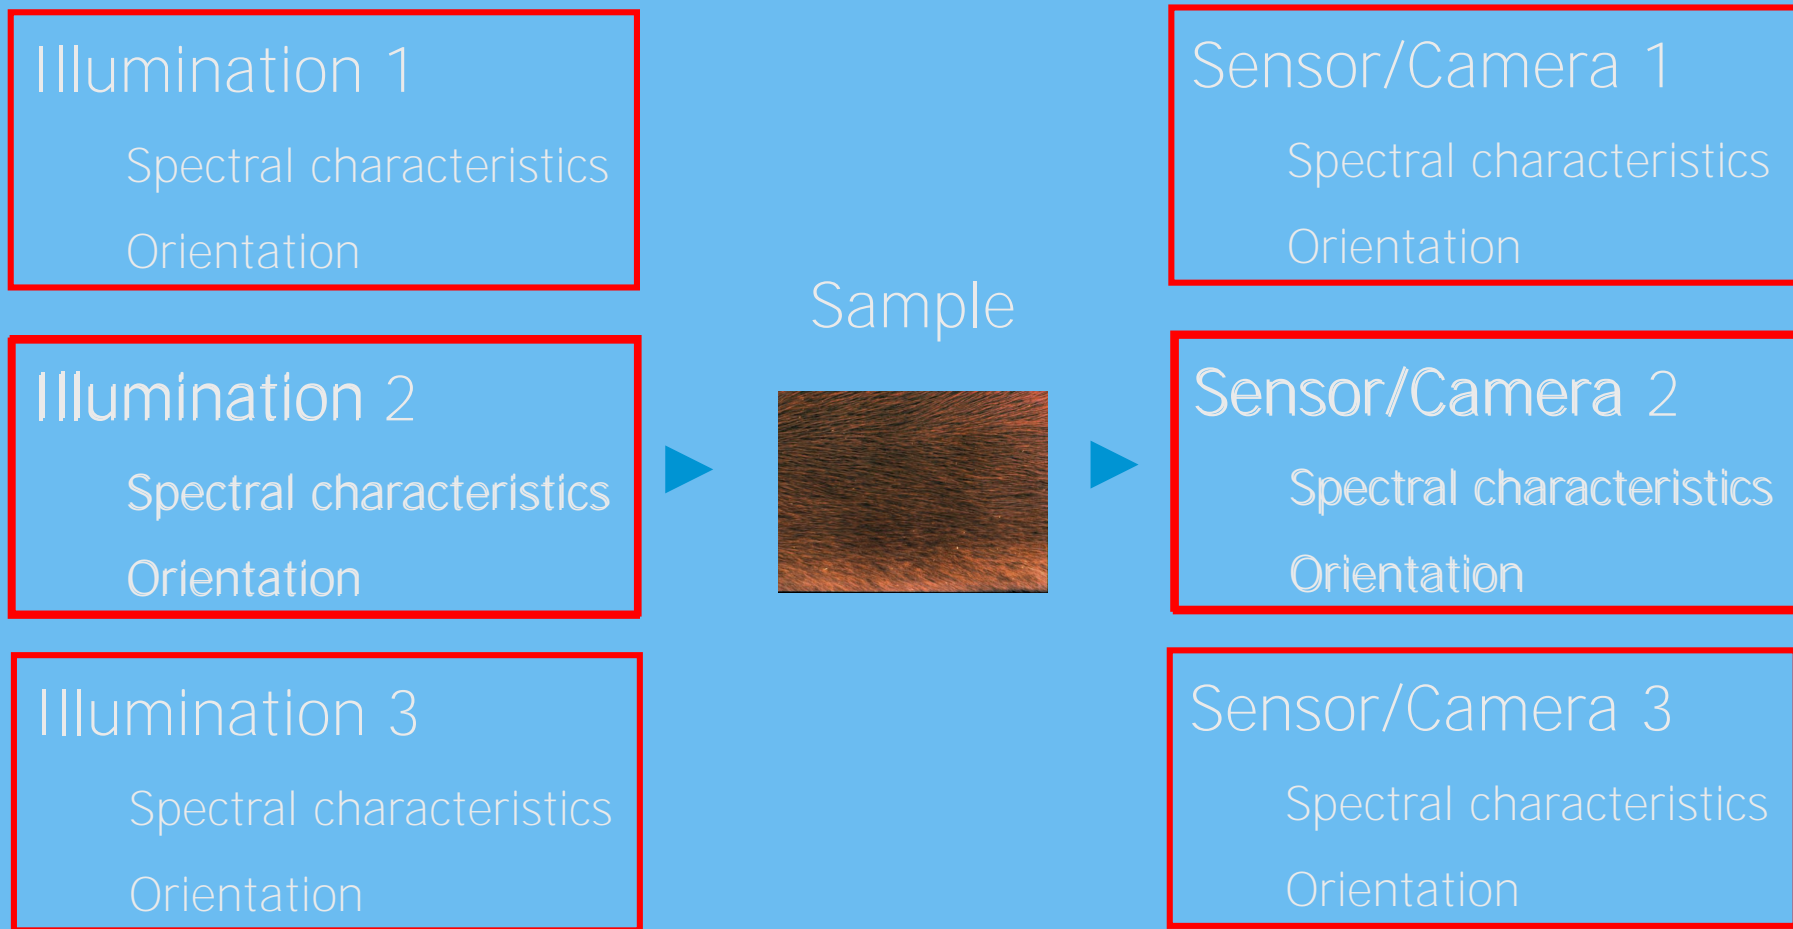 Illumination 1
Spectral characteristics
Orientation
Illumination 2
Spectral characteristics
Orientation
Illumination 3
Spectral characteristics
Orientation
Sample
Sensor/Camera 1
Spectral characteristics
Orientation
Sensor/Camera 2
Spectral characteristics
Orientation
Sensor/Camera 3
Spectral characteristics
Orientation